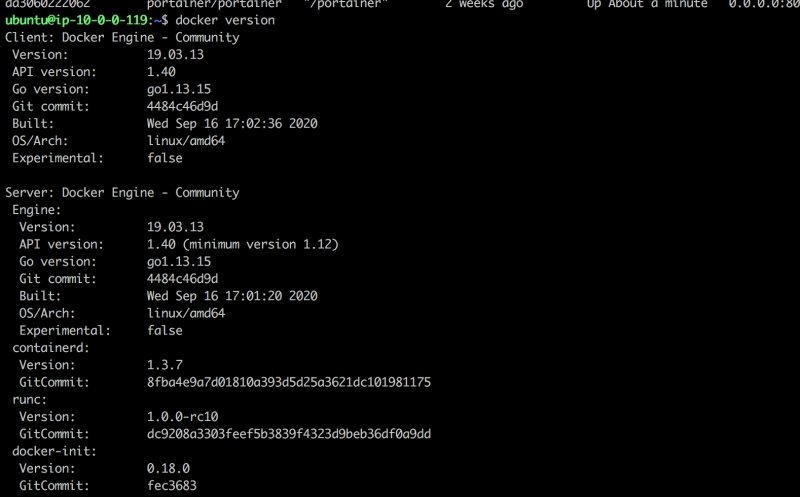 da3060222062 portainer/portainer "/portainer" 2 weeks ago Up About a minute 0.0.0.0:80
ubuntu@ip-10-0-0-119:~$ docker version
Client: Docker Engine - Community
Version: 19.03.13
API version: 1.40
Go version: go1.13.15
Git commit: 4484c46d9d
Built: Wed Sep 16 17:02:36 2020
OS/Arch: linux/amd64
Experimental: false
Server: Docker Engine - Community
Engine:
Version: 19.03.13
API version: 1.40 (minimum version 1.12)
Go version: go1.13.15
Git commit: 4484c46d9d
Built: Wed Sep 16 17:01:20 2020
OS/Arch: linux/amd64
Experimental: false
containerd:
Version: 1.3.7
GitCommit: 8fba4e9a7d01810a393d5d25a3621dc101981175
runc:
Version: 1.0.0-rc10
GitCommit: dc9208a3303feef5b3839f4323d9beb36df0a9dd
docker-init:
Version: 0.18.0
GitCommit: fec3683